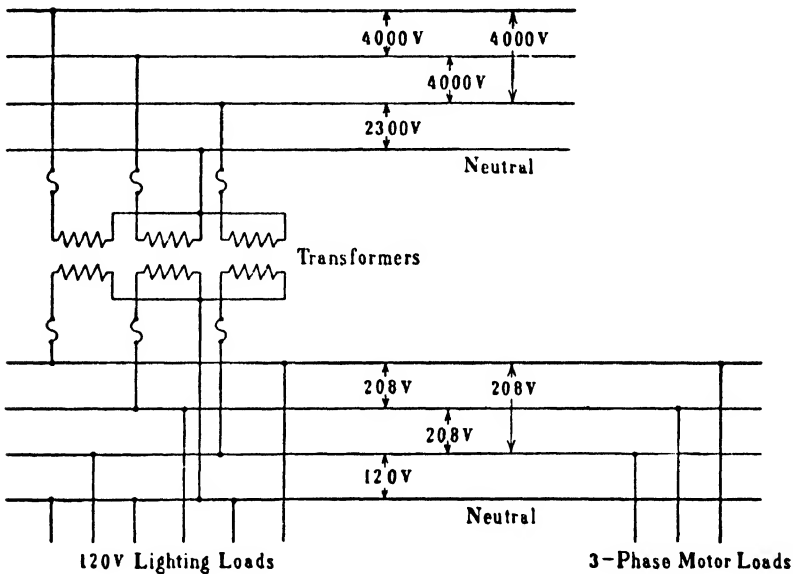 4000V
4000V
4000V
2300V
Neutral
Transformers
208V
208V
208V
120V
Neutral
120V Lighting Loads
3-Phase Motor Loads